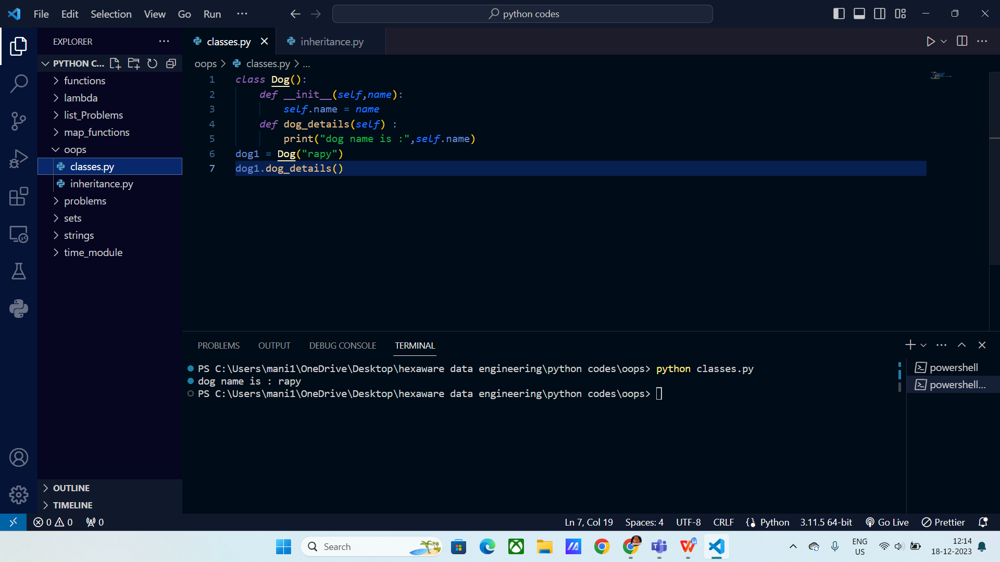 File Edit Selection View Go Run ···
python codes
EXPLORER
classes.py
inheritance.py
PYTHON C...
oops > classes.py > ...
functions
lambda
list_Problems
map_functions
oops
classes.py
inheritance.py
problems
sets
strings
time_module
OUTLINE
TIMELINE
1 class Dog():
2 def __init__(self,name):
3 self.name = name
4 def dog_details(self) :
5 print("dog name is :",self.name)
6 dog1 = Dog("rapy")
7 dog1.dog_details()
PROBLEMS OUTPUT DEBUG CONSOLE TERMINAL
PS C:\Users\mani1\OneDrive\Desktop\hexaware data engineering\python codes\oops> python classes.py
dog name is : rapy
PS C:\Users\mani1\OneDrive\Desktop\hexaware data engineering\python codes\oops>
powershell
powershell...
0 0 0
Ln 7, Col 19 Spaces: 4 UTF-8 CRLF Python 3.11.5 64-bit Go Live Prettier
Search
ENG
US
12:14
18-12-2023